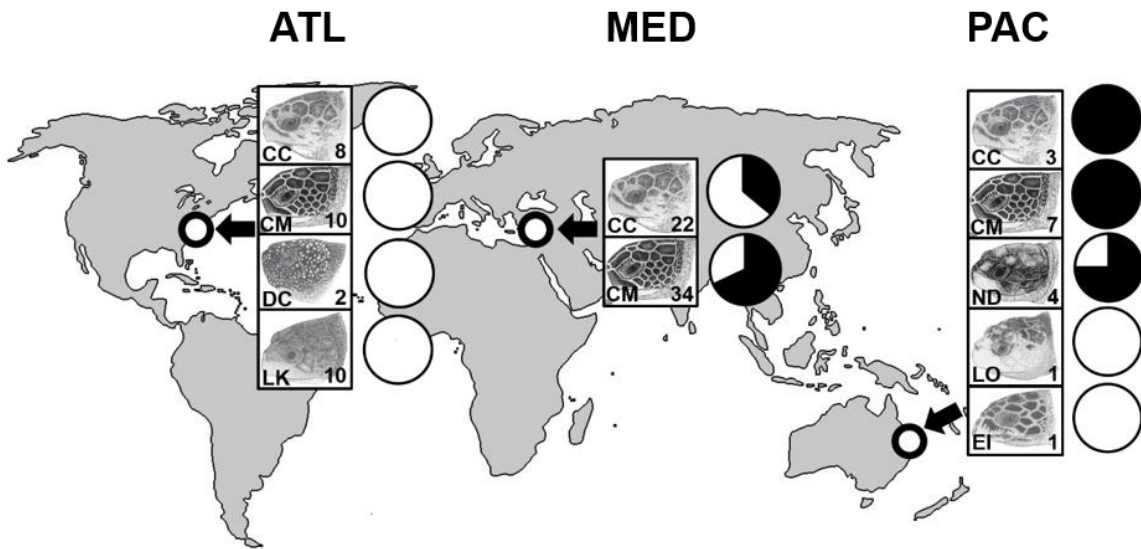 ATL MED PAC
CC 8
CM 10
DC 2
LK 10
CC 22
CM 34
CC 3
CM 7
ND 4
LO 1
EI 1